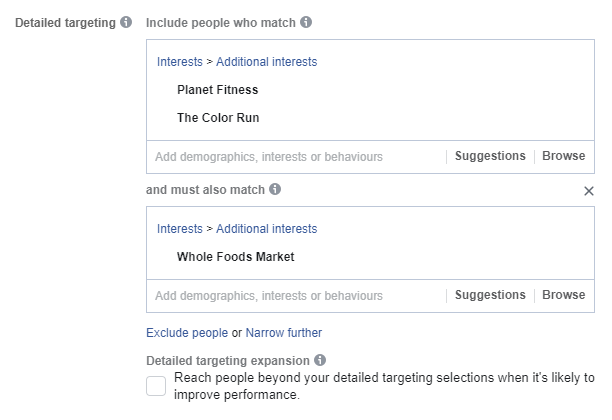 Detailed targeting
Include people who match
Interests > Additional interests
Planet Fitness
The Color Run
Add demographics, interests or behaviours Suggestions Browse
and must also match
Interests > Additional interests
Whole Foods Market
Add demographics, interests or behaviours Suggestions Browse
Exclude people or Narrow further
Detailed targeting expansion
Reach people beyond your detailed targeting selections when it's likely to
improve performance.